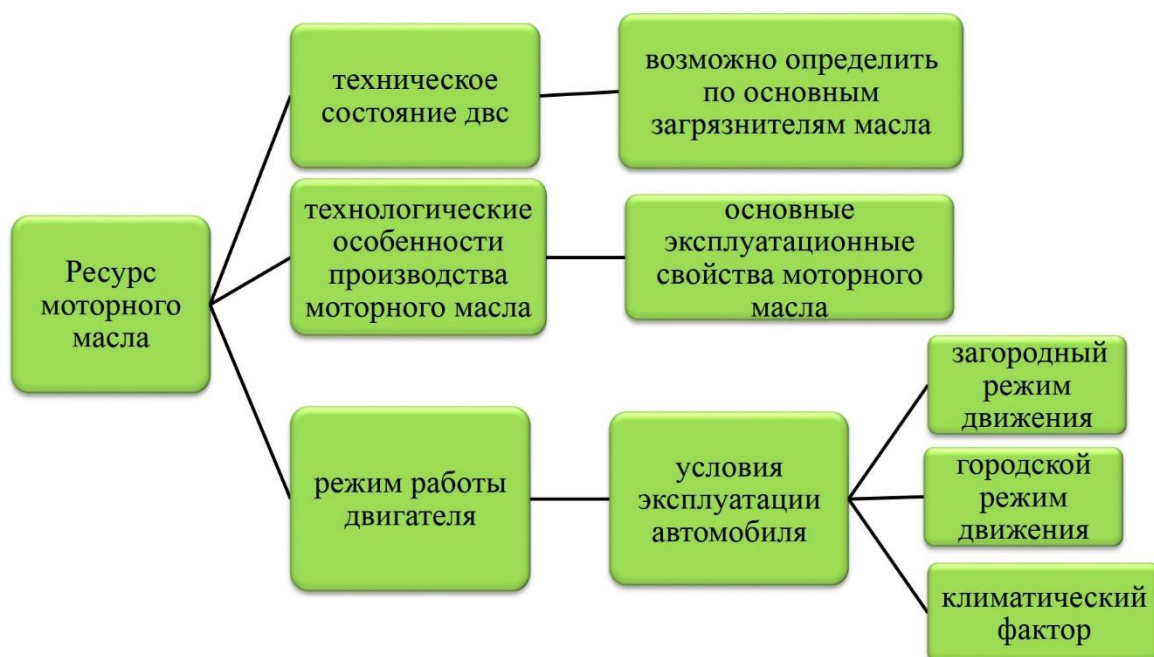 Ресурс
моторного
масла
техническое
состояние двс
возможно определить
по основным
загрязнителям масла
технологические
особенности
производства
моторного масла
основные
эксплуатационные
свойства моторного
масла
режим работы
двигателя
условия
эксплуатации
автомобиля
загородный
режим
движения
городской
режим
движения
климатический
фактор